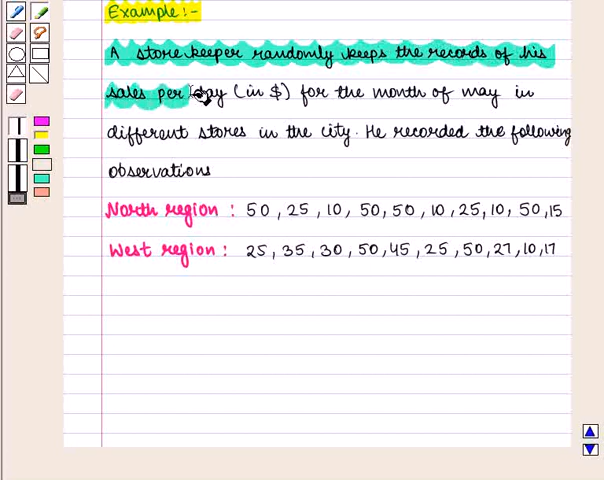 Example :-
A store keeper randomly keeps the records of his
sales per day (in $) for the month of may in
different stores in the city. He recorded the following
observations
North region : 50, 25, 10, 50, 50, 10, 25, 10, 50, 15
West region : 25, 35, 30, 50, 45, 25, 50, 27, 10, 17